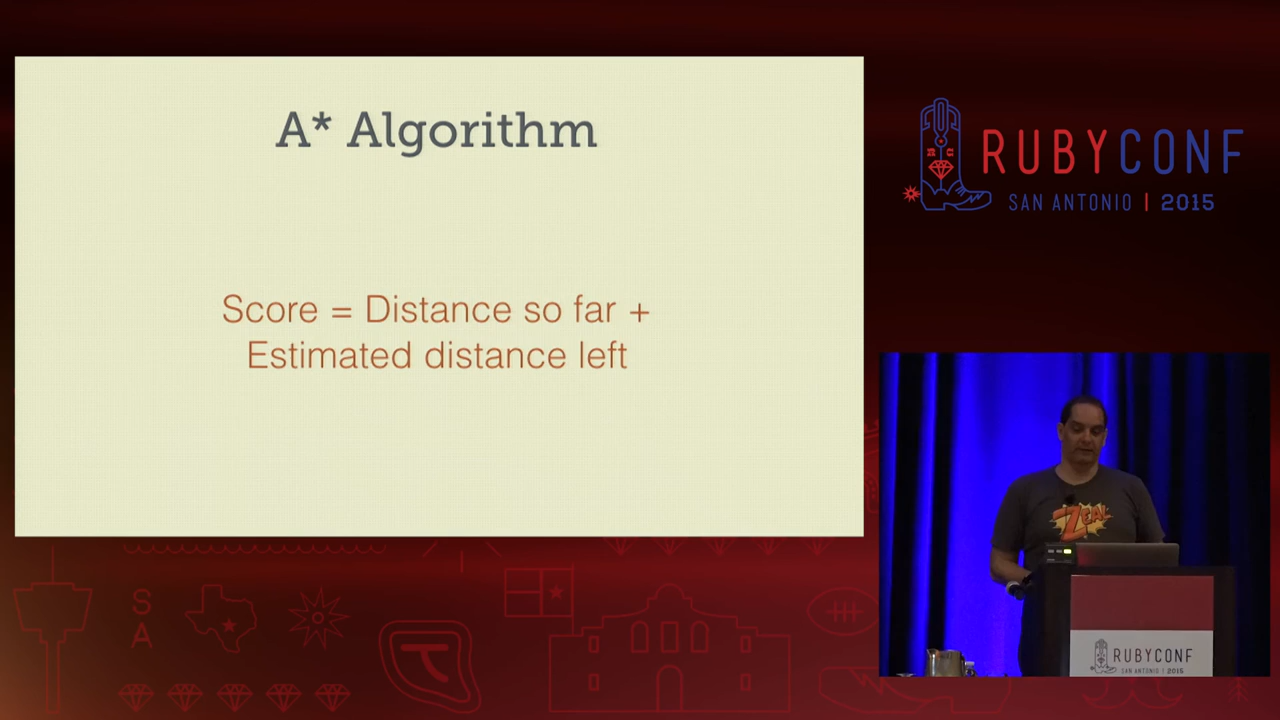 A* Algorithm
Score = Distance so far +
Estimated distance left
RUBYCONF
SAN ANTONIO | 2015
ZEAL
RUBYCONF
SAN ANTONIO | 2015
S
A